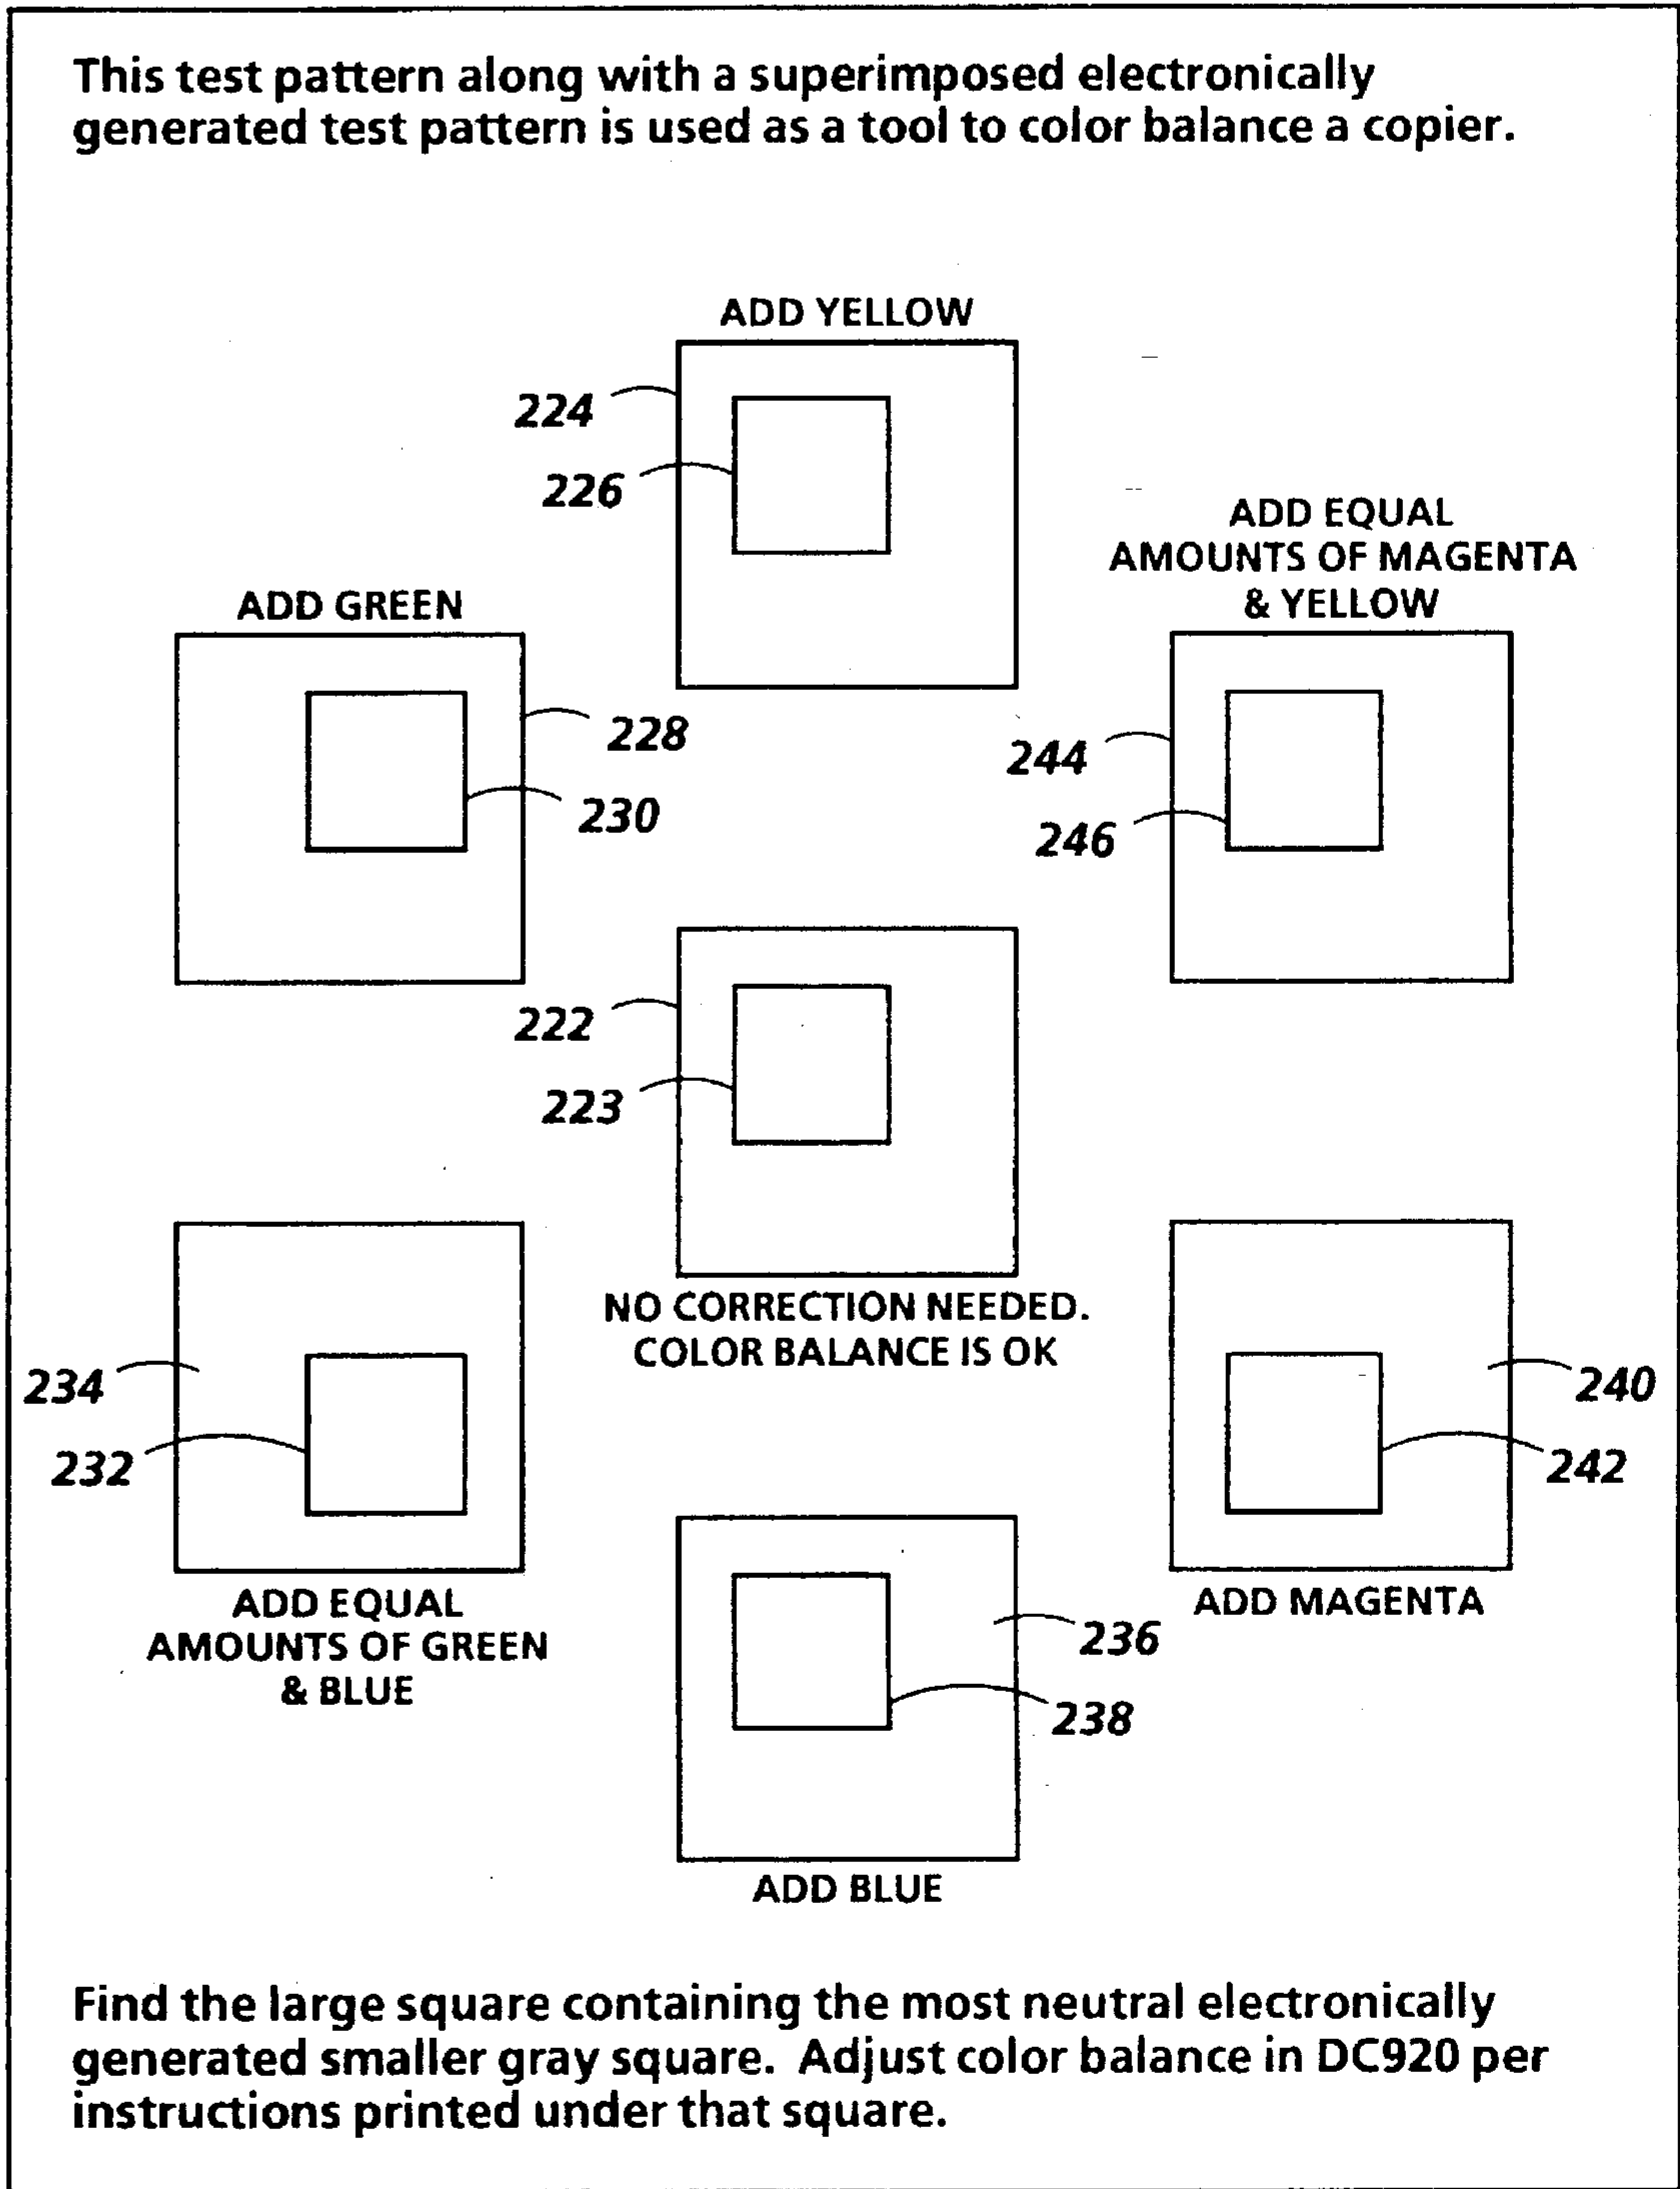 This test pattern along with a superimposed electronically
generated test pattern is used as a tool to color balance a copier.
ADD YELLOW
224
226
ADD EQUAL
AMOUNTS OF MAGENTA
& YELLOW
ADD GREEN
228
230
244
246
222
223
NO CORRECTION NEEDED.
COLOR BALANCE IS OK
234
232
240
242
ADD EQUAL
AMOUNTS OF GREEN
& BLUE
ADD MAGENTA
236
238
ADD BLUE
Find the large square containing the most neutral electronically
generated smaller gray square. Adjust color balance in DC920 per
instructions printed under that square.